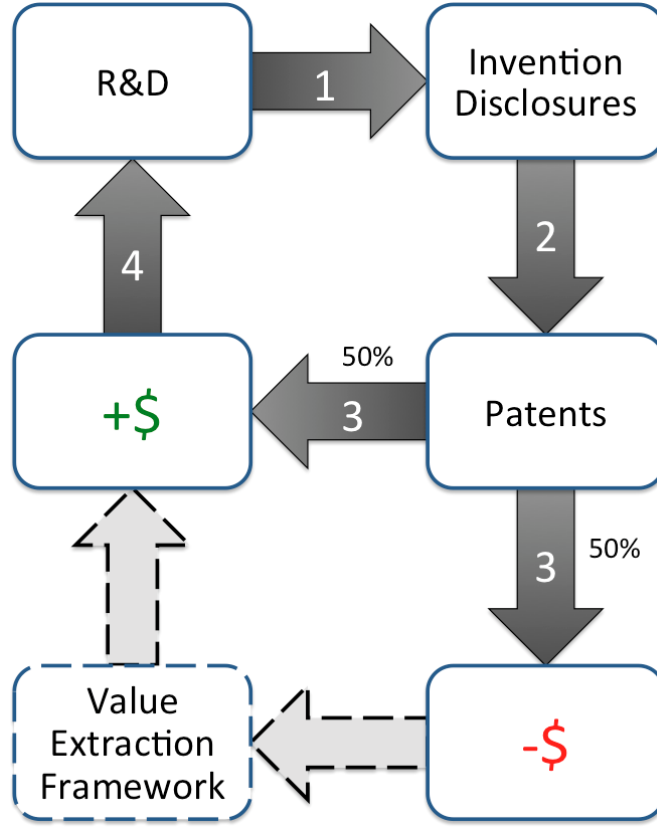 R&D
1
Invention
Disclosures
2
4
50%
+$
3
Patents
3
50%
Value
Extraction
Framework
-$